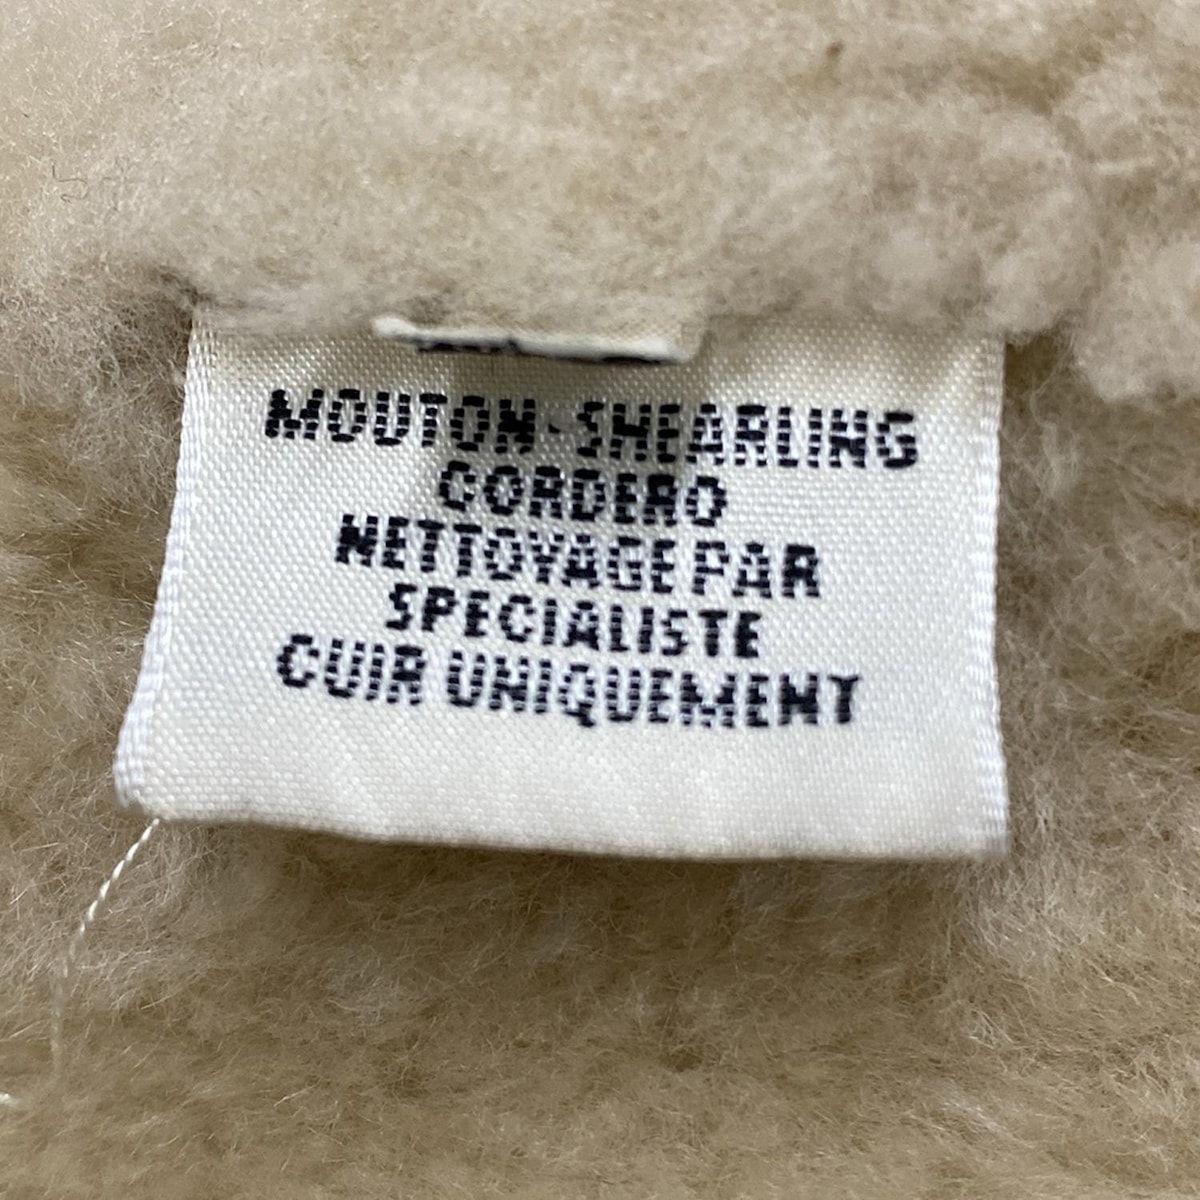 MOUTON-SHEARLING
CORDERO
NETTOYAGE PAR
SPECIALISTE
CUIR UNIQUEMENT